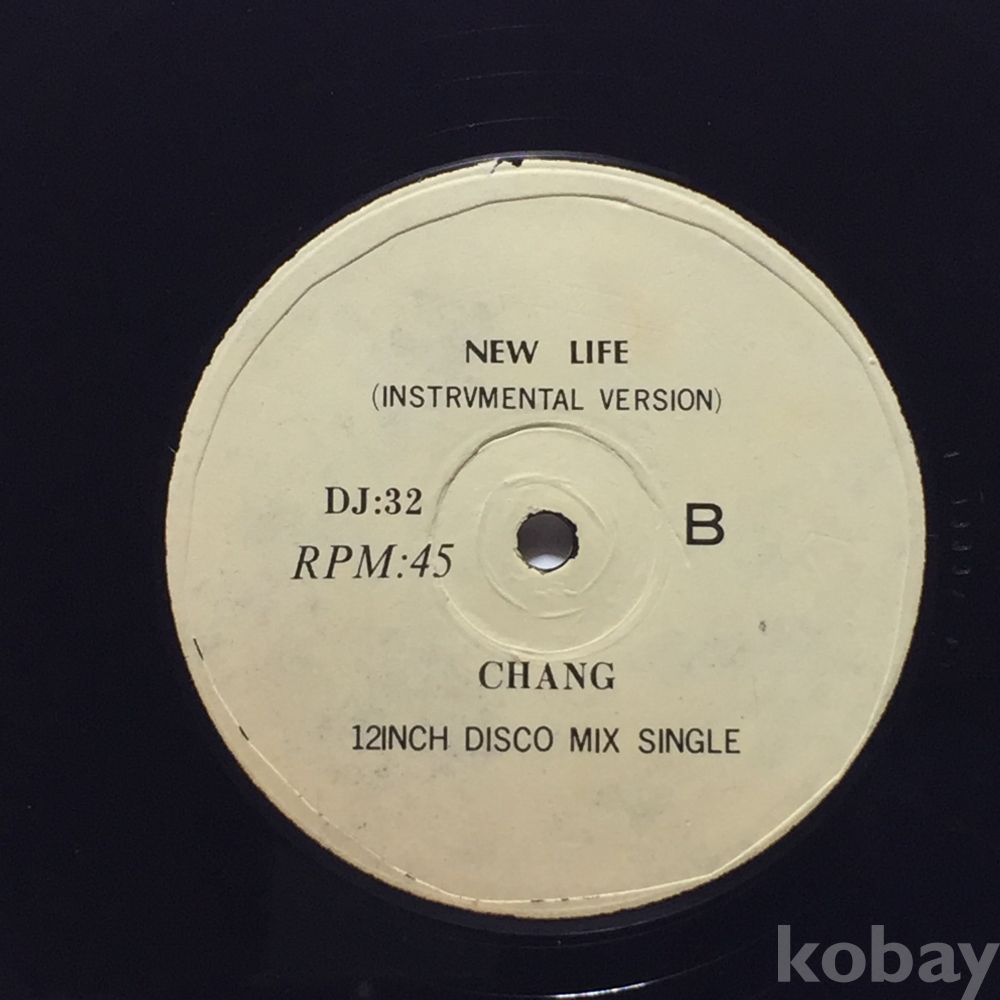 NEW LIFE
(INSTRVMENTAL VERSION)
DJ:32
RPM:45
B
CHANG
12INCH DISCO MIX SINGLE
kobay